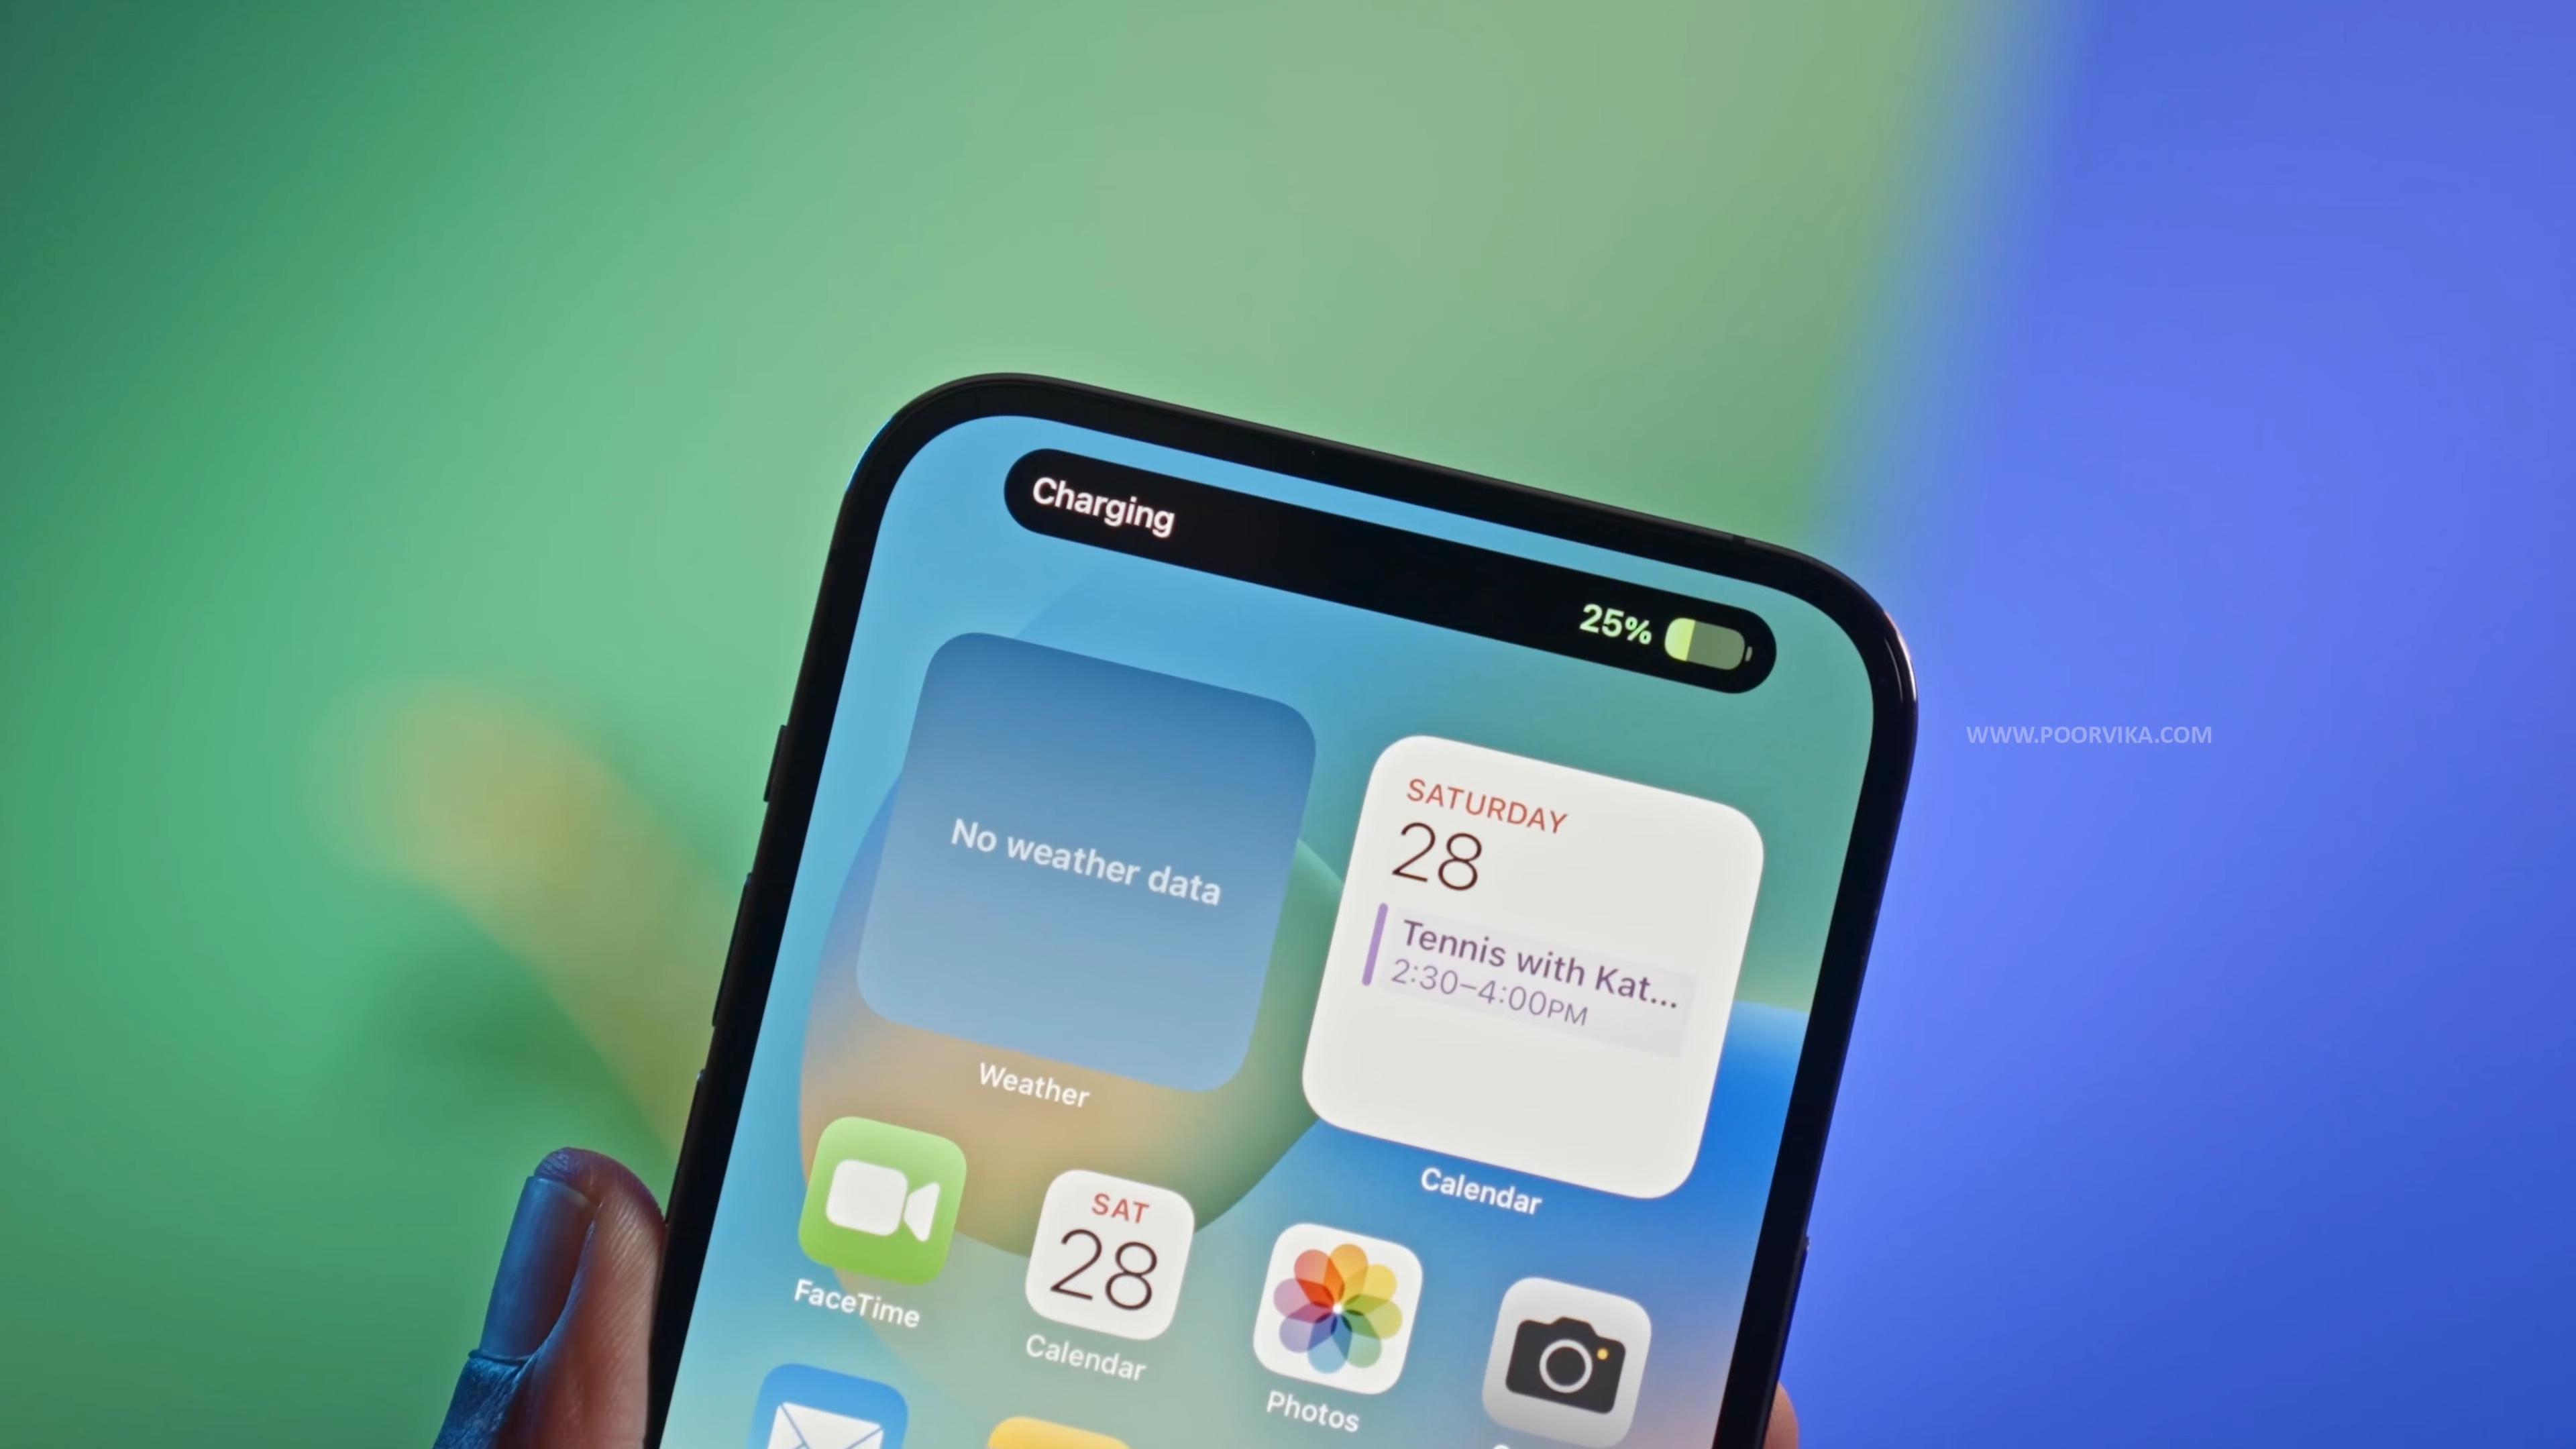 Charging
25%
No weather data
Weather
SATURDAY
28
Tennis with Kat...
2:30–4:00PM
Calendar
FaceTime
SAT
28
Calendar
Photos
WWW.POORVIKA.COM